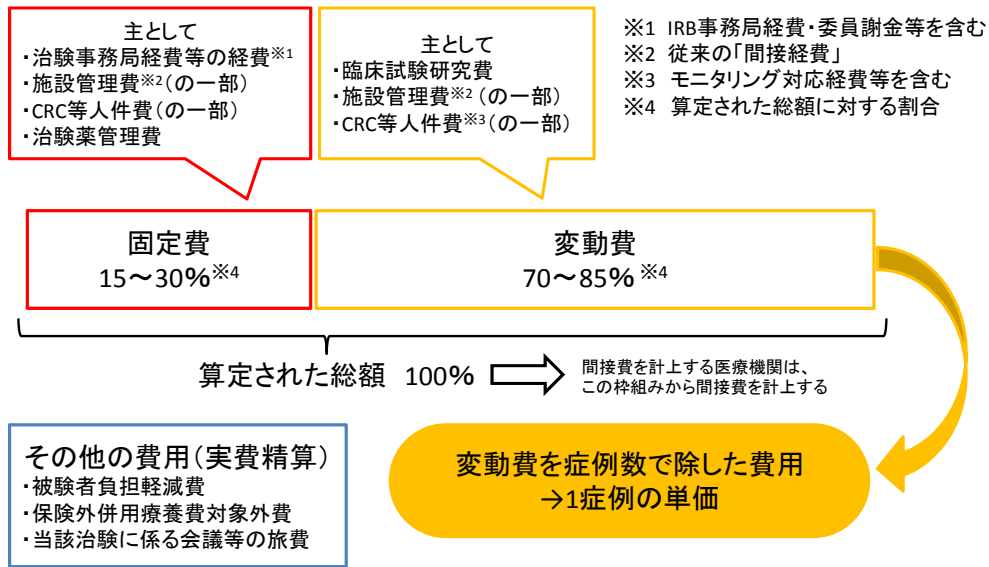 主として
・治験事務局経費等の経費※1
・施設管理費※2(の一部)
・CRC等人件費(の一部)
・治験薬管理費
主として
・臨床試験研究費
・施設管理費※2 (の一部)
・CRC等人件費※3(の一部)
※1 IRB事務局経費・委員謝金等を含む
※2 従来の「間接経費」
※3 モニタリング対応経費等を含む
※4 算定された総額に対する割合
固定費
15～30%※4
変動費
70～85% ※4
算定された総額 100%
間接費を計上する医療機関は、
この枠組みから間接費を計上する
その他の費用(実費精算)
・被験者負担軽減費
・保険外併用療養費対象外費
・当該治験に係る会議等の旅費
変動費を症例数で除した費用
→1症例の単価